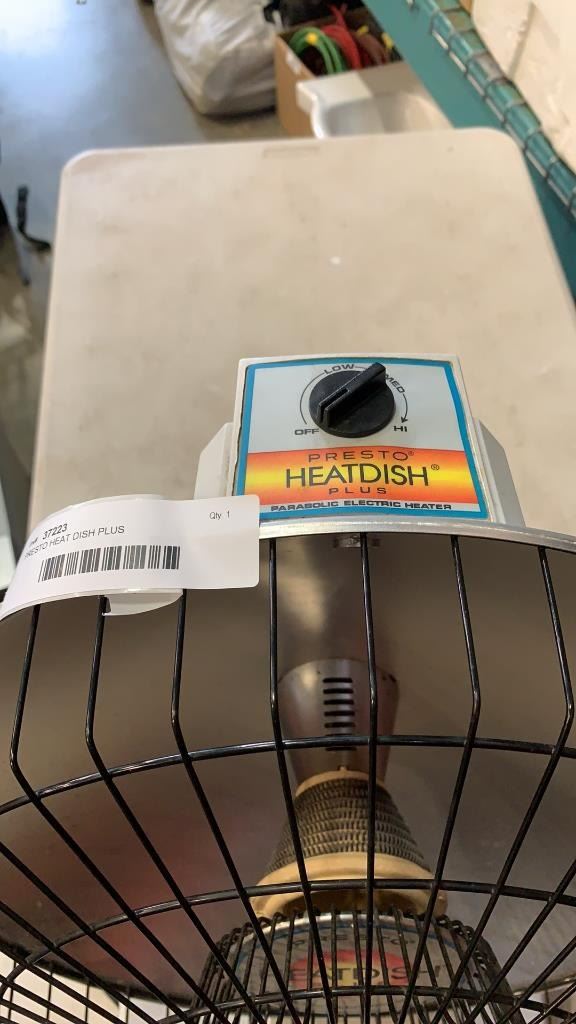 LOW
MED
OFF
HI
PRESTO®
HEATDISH®
PLUS
PARABOLIC ELECTRIC HEATER
37223
Qty 1
PRESTO HEAT DISH PLUS